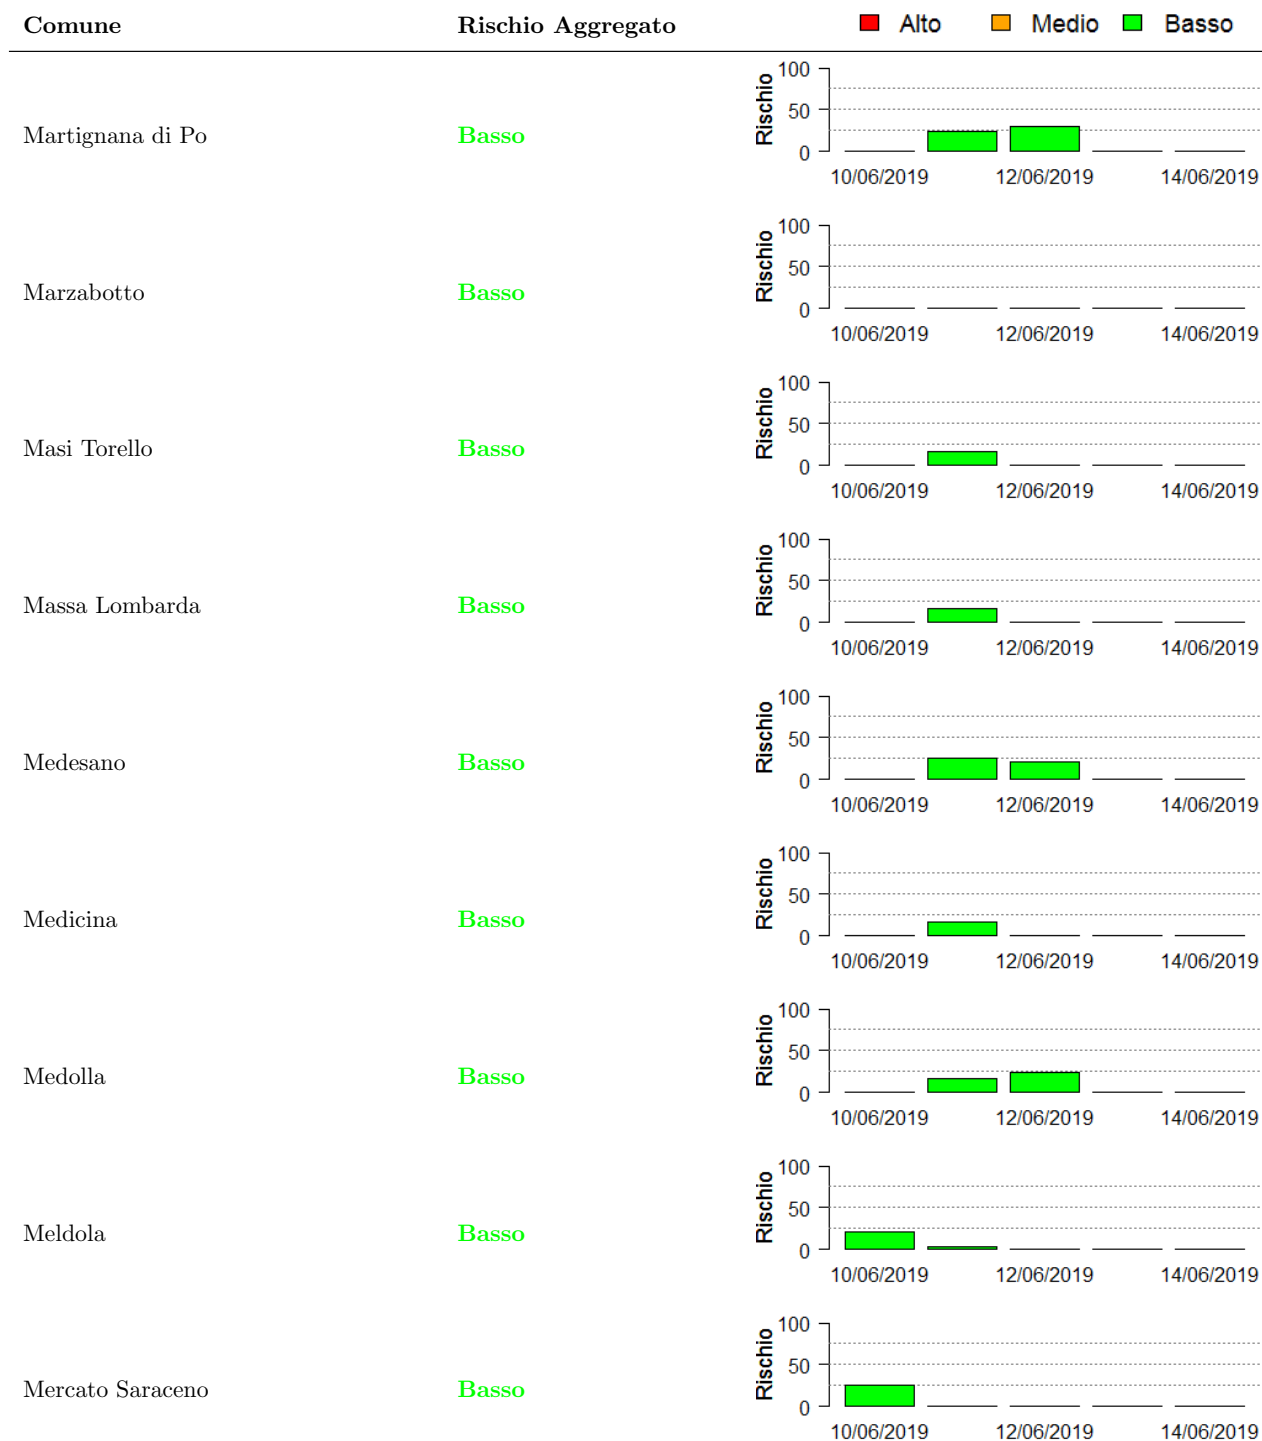 Comune Rischio Aggregato Alto Medio Basso
100
50
0
Rischio
Martignana di Po Basso
10/06/2019 12/06/2019 14/06/2019
100
50
0
Rischio
Marzabotto Basso
10/06/2019 12/06/2019 14/06/2019
100
50
0
Rischio
Masi Torello Basso
10/06/2019 12/06/2019 14/06/2019
100
50
0
Rischio
Massa Lombarda Basso
10/06/2019 12/06/2019 14/06/2019
100
50
0
Rischio
Medesano Basso
10/06/2019 12/06/2019 14/06/2019
100
50
0
Rischio
Medicina Basso
10/06/2019 12/06/2019 14/06/2019
100
50
0
Rischio
Medolla Basso
10/06/2019 12/06/2019 14/06/2019
100
50
0
Rischio
Meldola Basso
10/06/2019 12/06/2019 14/06/2019
100
50
0
Rischio
Mercato Saraceno Basso
10/06/2019 12/06/2019 14/06/2019